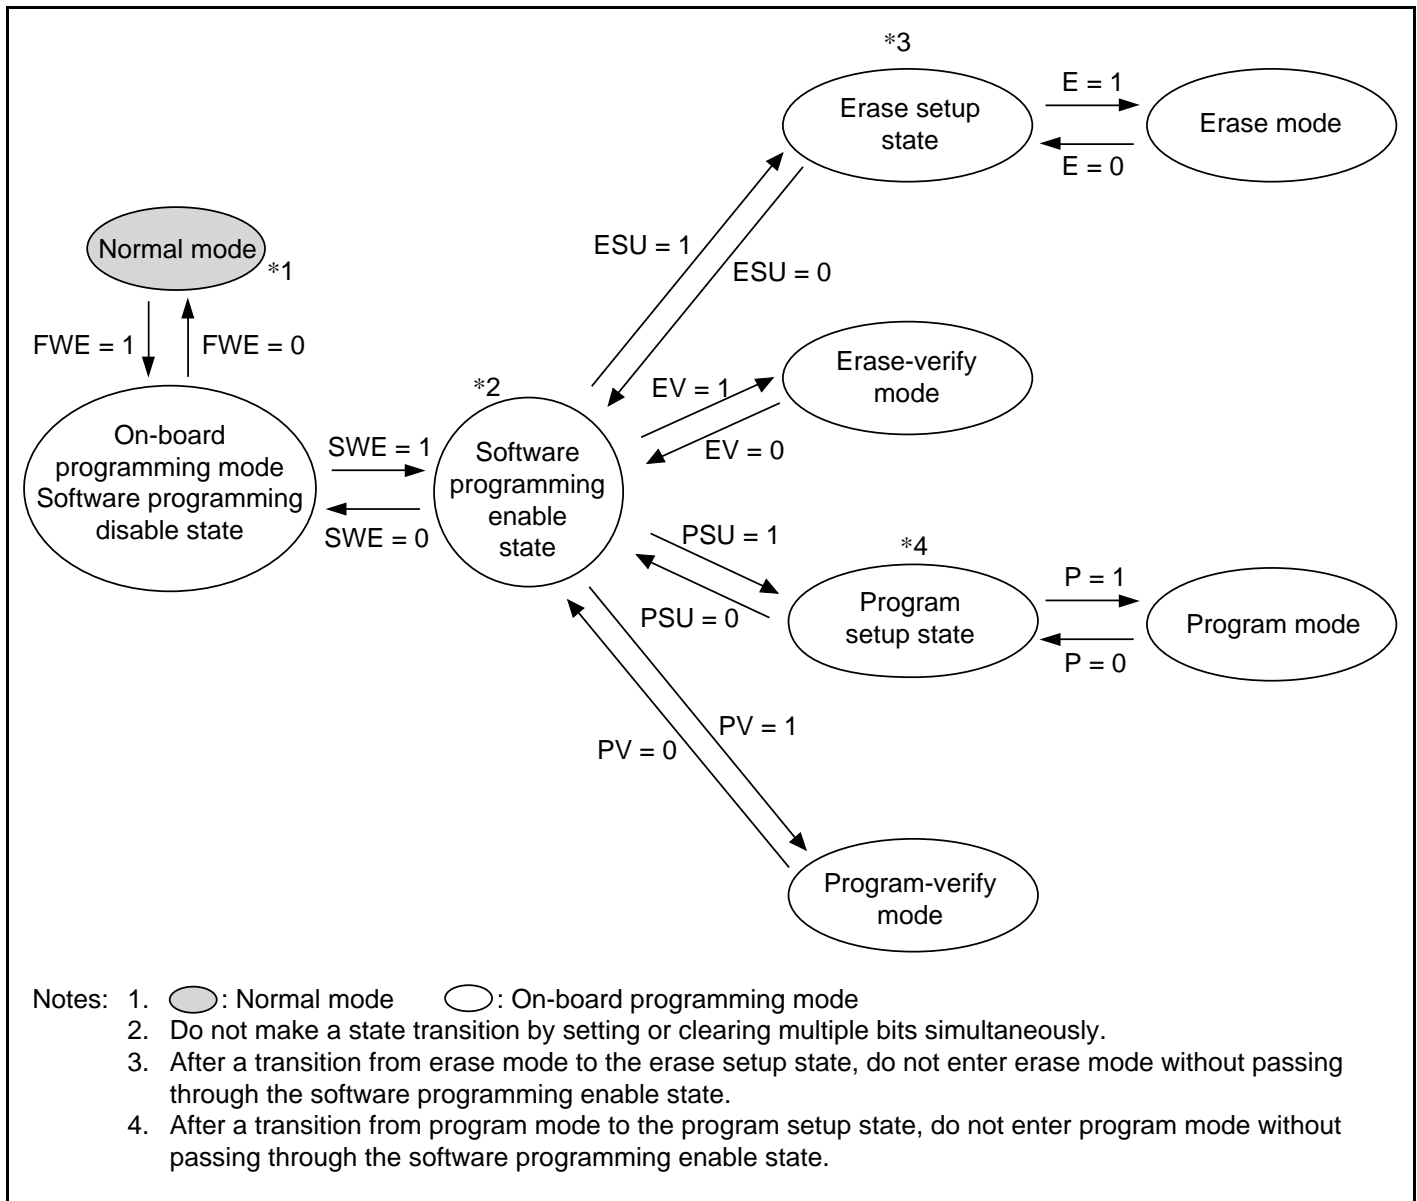 *3
Erase setup
state
E = 1
E = 0
Erase mode
Normal mode
*1
FWE = 1
FWE = 0
ESU = 1
ESU = 0
On-board
programming mode
Software programming
disable state
SWE = 1
SWE = 0
*2
Software
programming
enable
state
EV = 1
EV = 0
Erase-verify
mode
PSU = 1
PSU = 0
*4
Program
setup state
P = 1
P = 0
Program mode
PV = 1
PV = 0
Program-verify
mode
Notes: 1. : Normal mode : On-board programming mode
2. Do not make a state transition by setting or clearing multiple bits simultaneously.
3. After a transition from erase mode to the erase setup state, do not enter erase mode without passing
through the software programming enable state.
4. After a transition from program mode to the program setup state, do not enter program mode without
passing through the software programming enable state.